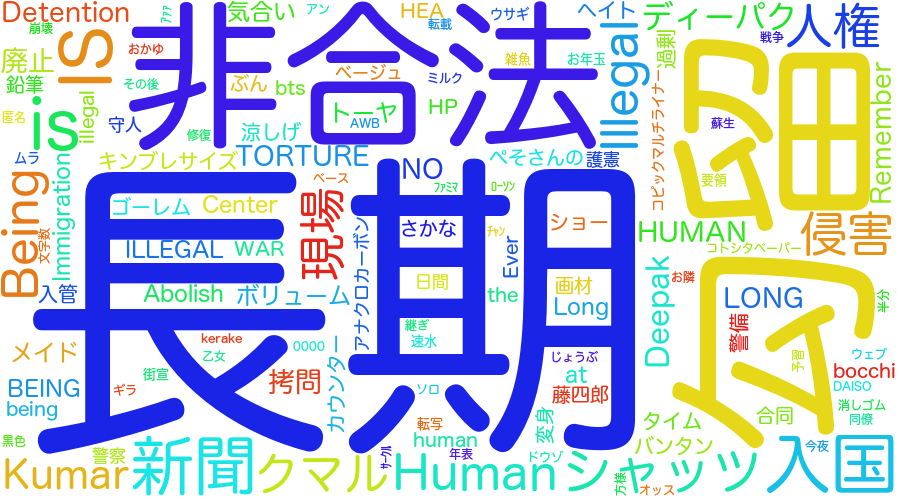 Detention
IS
ｱｧｧ
崩壊
おかゆ
廃止
その後
鉛筆
is
illegal
匿名
守人
修復
ムラ
非合法
気合い
アン
HEA
転載
ウサギ
ヘイト
ぶん
ベージュ
bts
トーヤ
AWB
ミルク
HP
雑魚
お年玉
涼しげ
TORTURE
キンブレサイズ
ぺそさんの
護憲
Illegal
ディーパク
人権
過剰
戦争
コピックマルチライナー
蘇生
要領
Remember
勾田
Being
文字数
Immigration
ゴーレム
Center
ベース
現場
NO
ﾌｧﾐﾏ
ﾛｰｿﾝ
ﾁｬﾝ
さかな
Ever
ショー
HUMAN
侵害
コトシタペーパー
ILLEGAL
WAR
アナクロカーボン
日間
画材
入管
Abolish
ボリューム
the
Long
Deepak
お隣
LONG
半分
長期
継ぎ
速水
警備
メイド
kerake
乙女
0000
カウンター
じょうぶ
at
勾
予習
ウェブ
BEING
ギラ
街宣
拷問
ソロ
藤四郎
bocchi
DAISO
being
転写
変身
タイム
合同
消しゴム
同僚
黒色
警察
新聞
human
年表
ｻｰｸﾙ
ドウゾ
バンタン
今夜
入国
Kumar
クマル
Human
シャッツ
方様
オッス